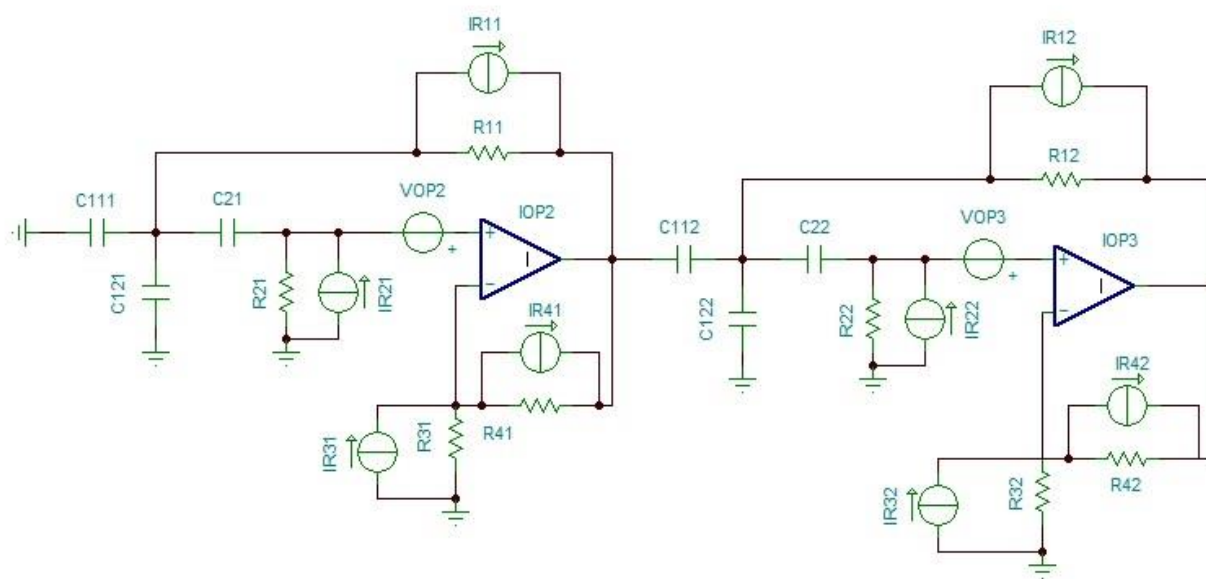 IR11
IR12
R11
R12
C111
C21
VOP2
IOP2
+
+
-
C112
C22
VOP3
IOP3
+
+
-
C121
R21
IR21
C122
R22
IR22
IR41
IR42
IR31
R31
R41
IR32
R32
R42